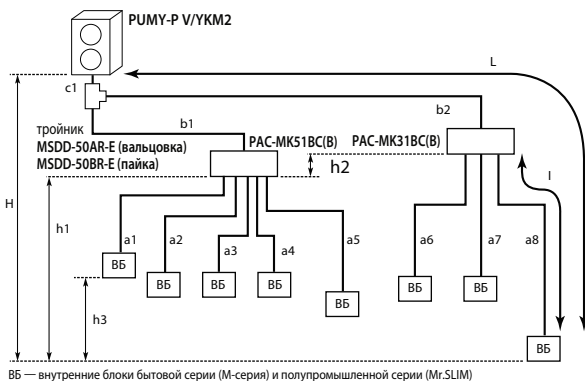 PUMY-P V/YKM2
L
c1
b2
тройник
b1
MSDD-50AR-E (вальцовка)
PAC-MK51BC(B)
PAC-MK31BC(B)
MSDD-50BR-E (пайка)
h2
H
h1
l
a1
a2
a3
a4
a5
a6
a7
a8
ВБ
ВБ
ВБ
ВБ
ВБ
ВБ
ВБ
h3
ВБ
ВБ — внутренние блоки бытовой серии (М-серия) и полупромышленной серии (Mr.SLIM)